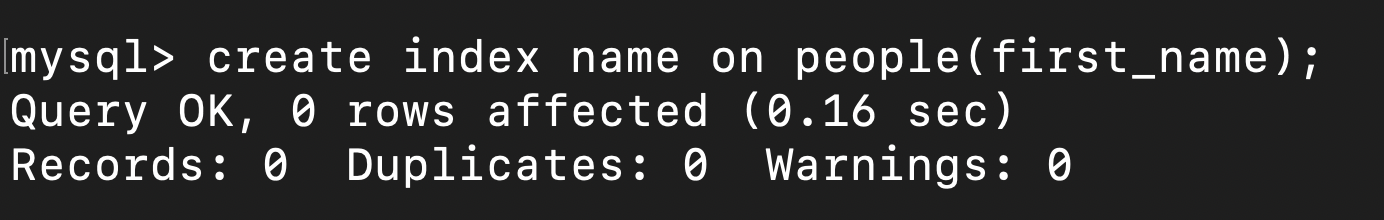 mysql> create index name on people(first_name);
Query OK, 0 rows affected (0.16 sec)
Records: 0  Duplicates: 0  Warnings: 0